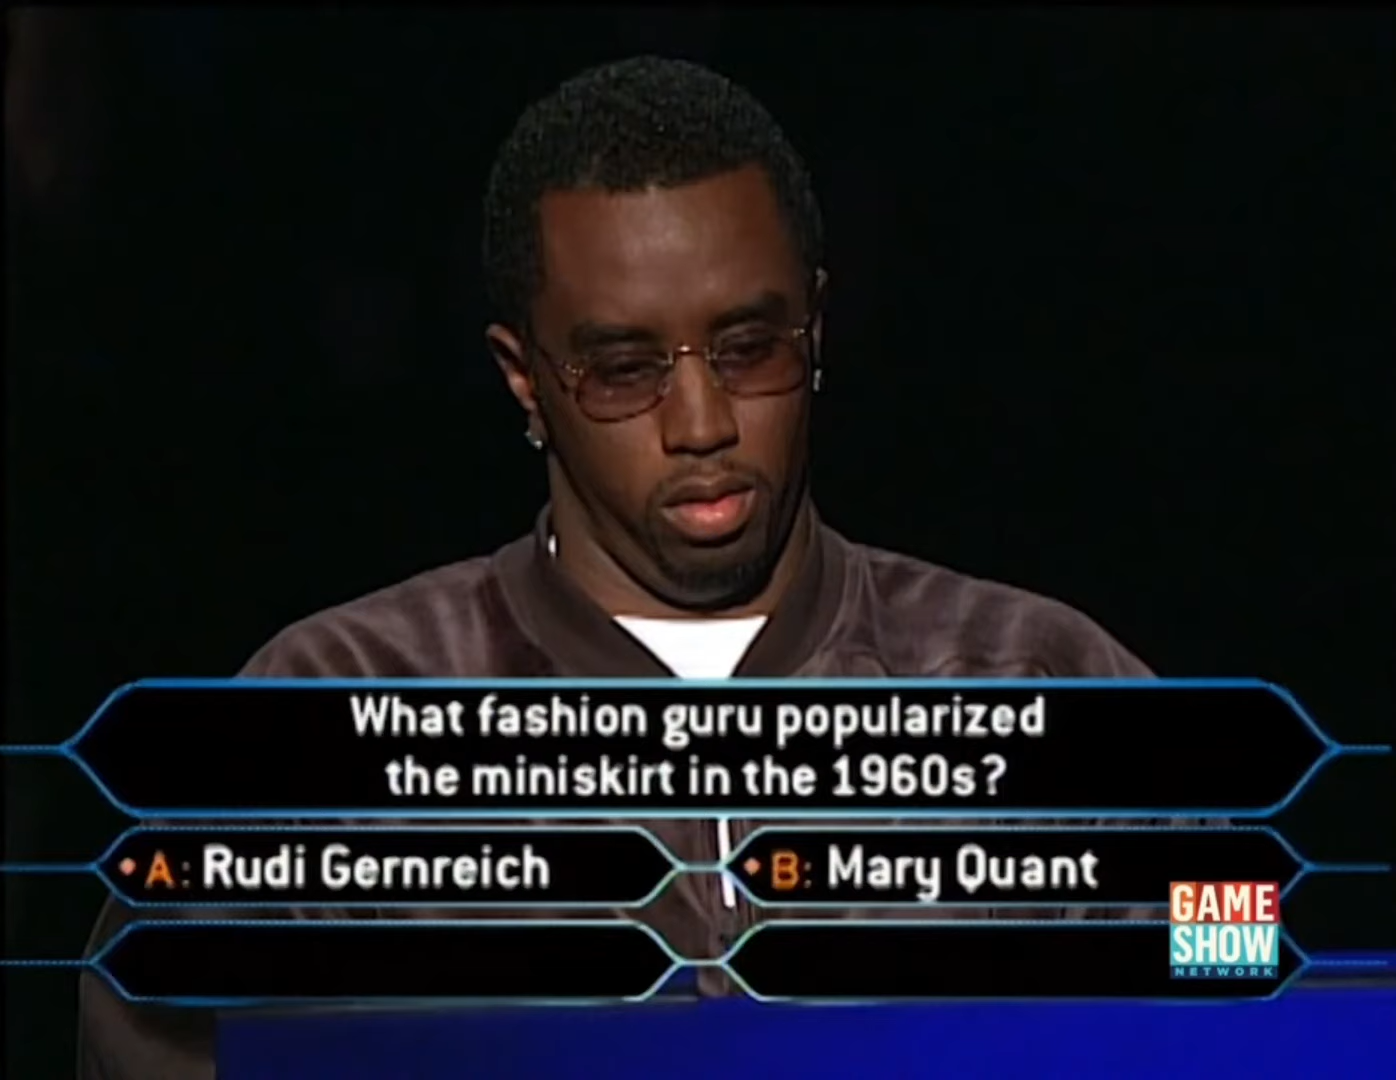 What fashion guru popularized
the miniskirt in the 1960s?
A: Rudi Gernreich
B: Mary Quant
GAME
SHOW
NETWORK